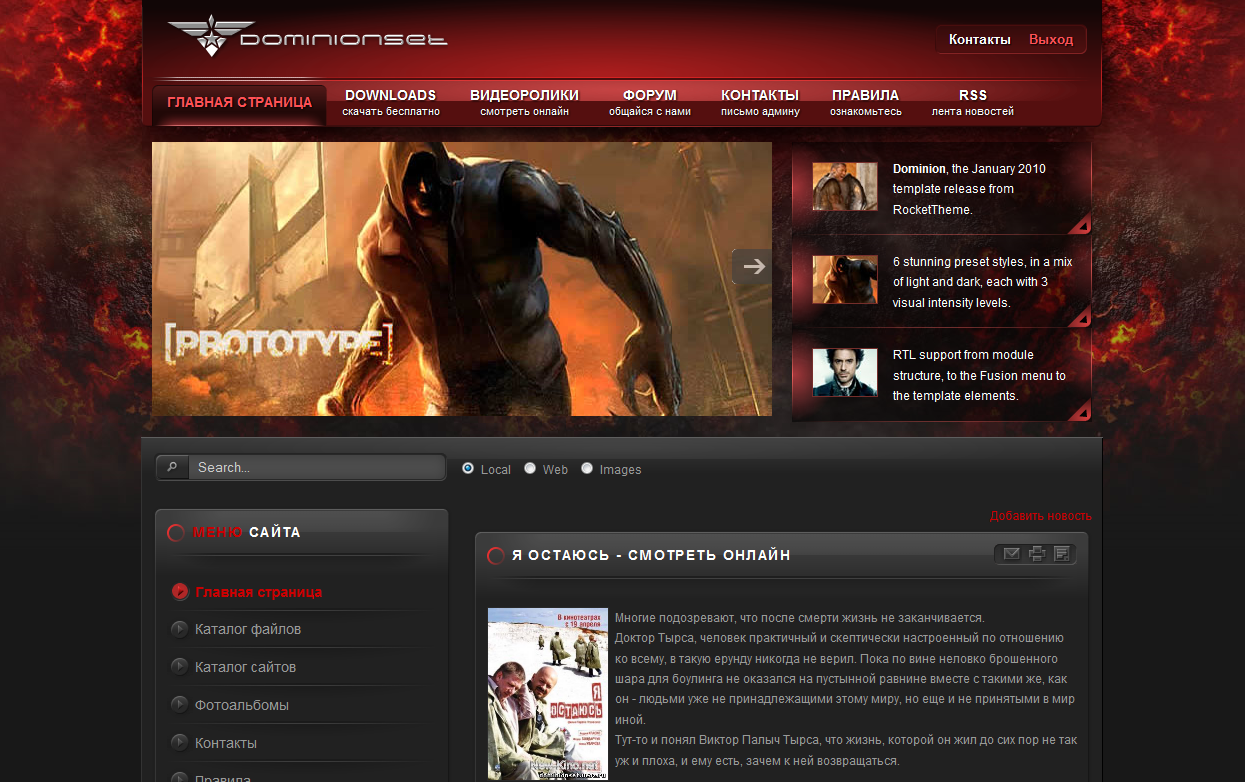 DOMINIONSET
Контакты Выход
ГЛАВНАЯ СТРАНИЦА
DOWNLOADS
скачать бесплатно
ВИДЕОРОЛИКИ
смотреть онлайн
ФОРУМ
общайся с нами
КОНТАКТЫ
письмо админу
ПРАВИЛА
ознакомьтесь
RSS
лента новостей
[PROTOTYPE]
Dominion, the January 2010
template release from
RocketTheme.
6 stunning preset styles, in a mix
of light and dark, each with 3
visual intensity levels.
RTL support from module
structure, to the Fusion menu to
the template elements.
Search...
Local Web Images
МЕНЮ САЙТА
Главная страница
Каталог файлов
Каталог сайтов
Фотоальбомы
Контакты
Правила
Добавить новость
Я ОСТАЮСЬ - СМОТРЕТЬ ОНЛАЙН
В кинотеатрах
с 19 апреля
Я
ОСТАЮСЬ
Многие подозревают, что после смерти жизнь не заканчивается.
Доктор Тырса, человек практичный и скептически настроенный по отношению
ко всему, в такую ерунду никогда не верил. Пока по вине неловко брошенного
шара для боулинга не оказался на пустынной равнине вместе с такими же, как
он - людьми уже не принадлежащими этому миру, но еще и не принятыми в мир
иной.
Тут-то и понял Виктор Палыч Тырса, что жизнь, которой он жил до сих пор не так
уж и плоха, и ему есть, зачем к ней возвращаться.